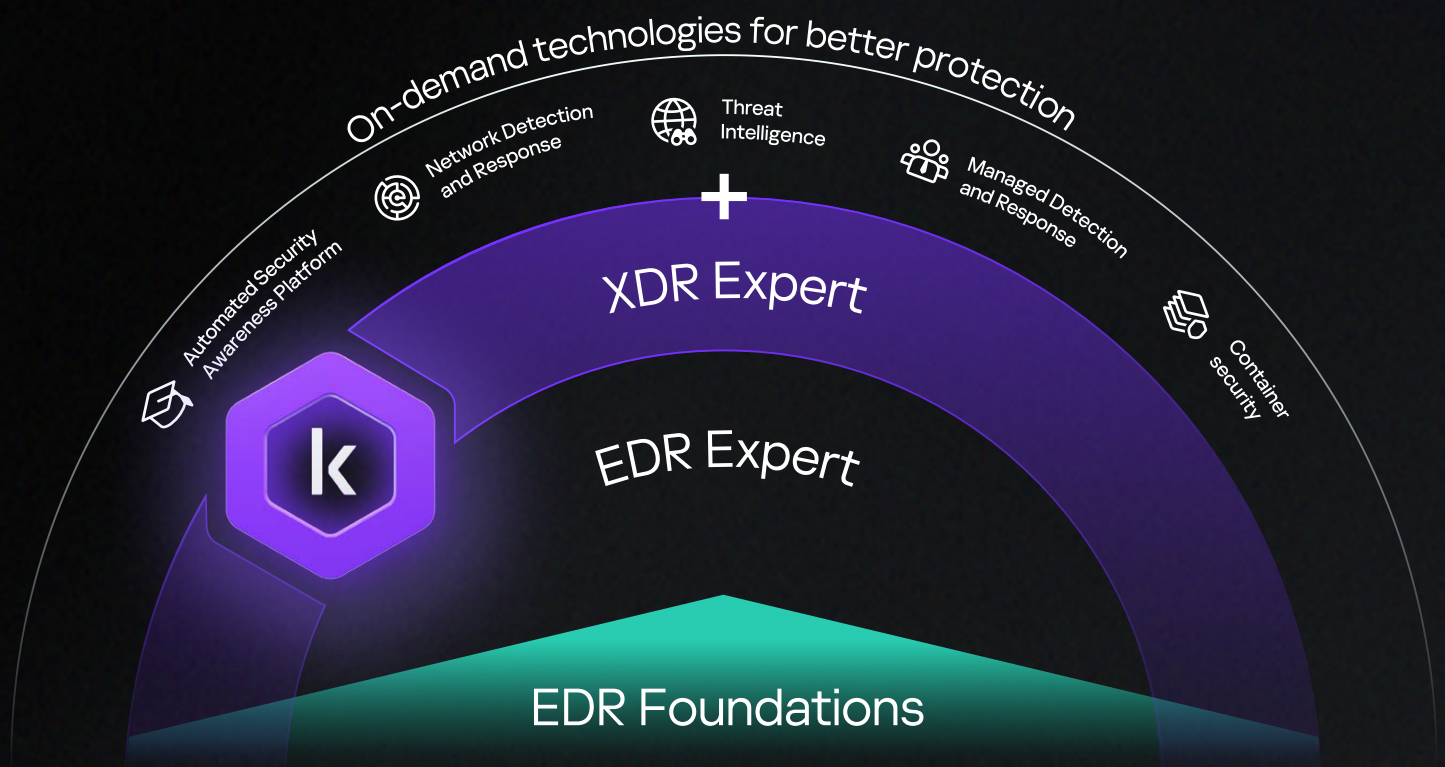 On-demand technologies for better protection
Automated Security
Awareness Platform
Network Detection
and Response
Threat
Intelligence
Managed Detection
and Response
Container
security
XDR Expert
k
EDR Expert
EDR Foundations